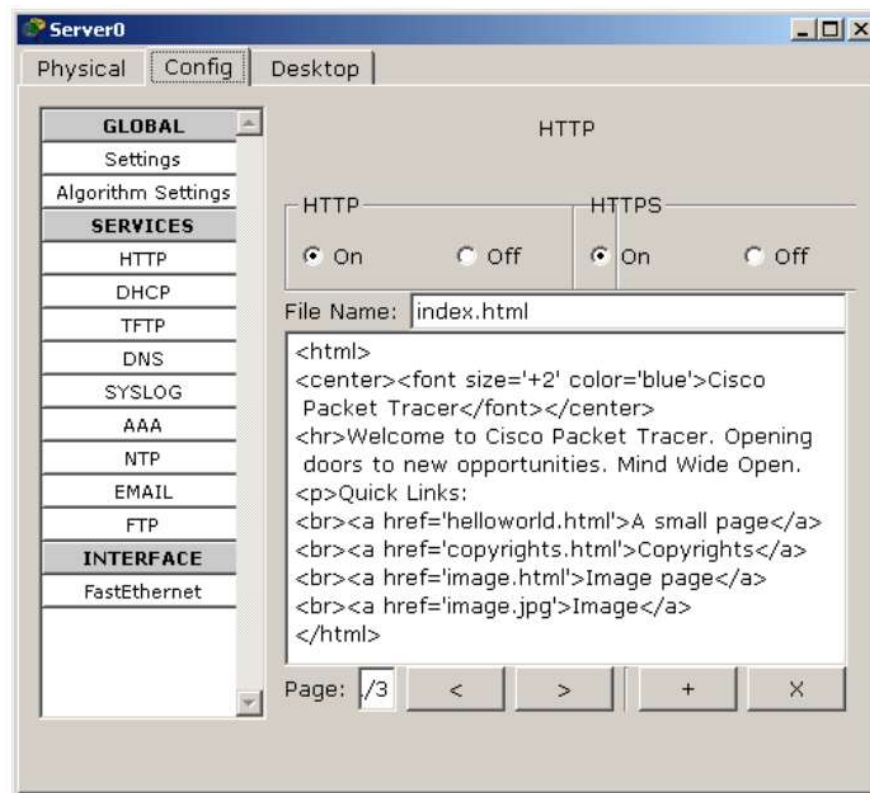 Server0
Physical
Config
Desktop
GLOBAL
Settings
Algorithm Settings
SERVICES
HTTP
DHCP
TFTP
DNS
SYSLOG
AAA
NTP
EMAIL
FTP
INTERFACE
FastEthernet
HTTP
HTTP
On
Off
HTTPS
On
Off
File Name: index.html
<html>
<center><font size='+2' color='blue'>Cisco
Packet Tracer</font></center>
<hr>Welcome to Cisco Packet Tracer. Opening
doors to new opportunities. Mind Wide Open.
<p>Quick Links:
<br><a href='helloworld.html'>A small page</a>
<br><a href='copyrights.html'>Copyrights</a>
<br><a href='image.html'>Image page</a>
<br><a href='image.jpg'>Image</a>
</html>
Page: /3 < > + X